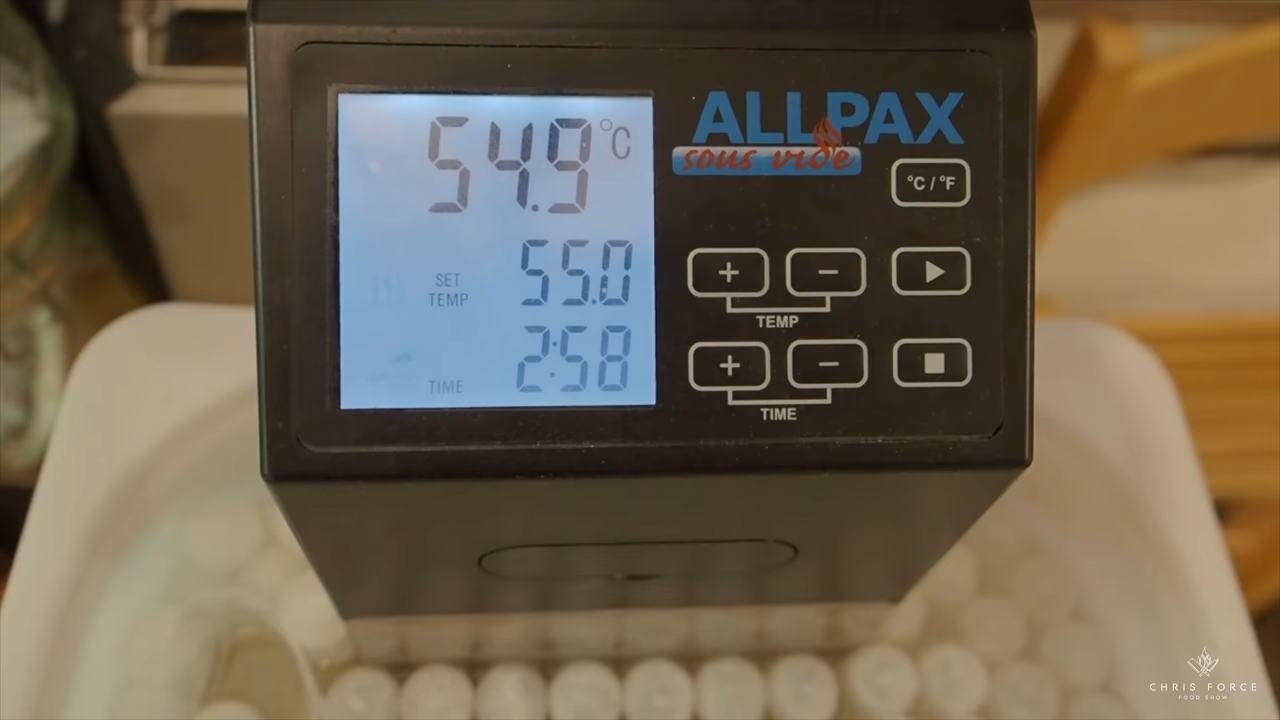 54.9 °C
SET TEMP 55.0
TIME 2:58
ALLPAX
sous vide
°C / °F
+ −
TEMP
+ −
TIME
CHRIS FORCE
FOOD SHOW